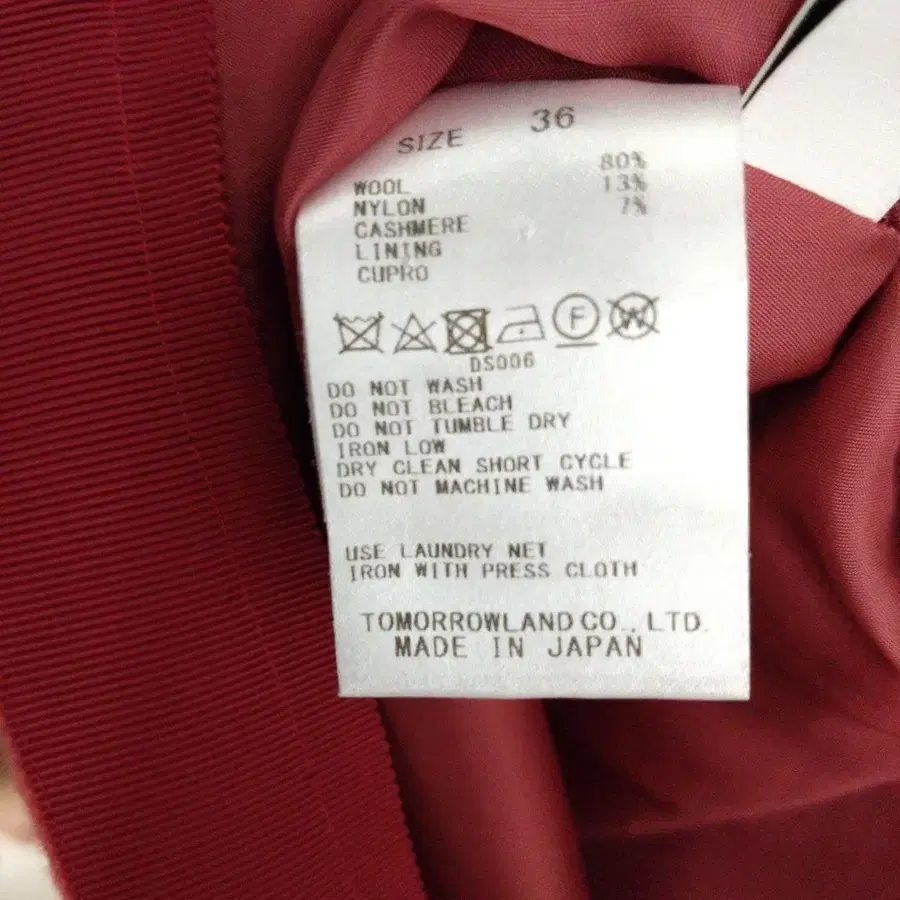 SIZE 36
80%
WOOL 13%
NYLON 7%
CASHMERE
LINING
CUPRO
F W
DS006
DO NOT WASH
DO NOT BLEACH
DO NOT TUMBLE DRY
IRON LOW
DRY CLEAN SHORT CYCLE
DO NOT MACHINE WASH
USE LAUNDRY NET
IRON WITH PRESS CLOTH
TOMORROWLAND CO., LTD.
MADE IN JAPAN